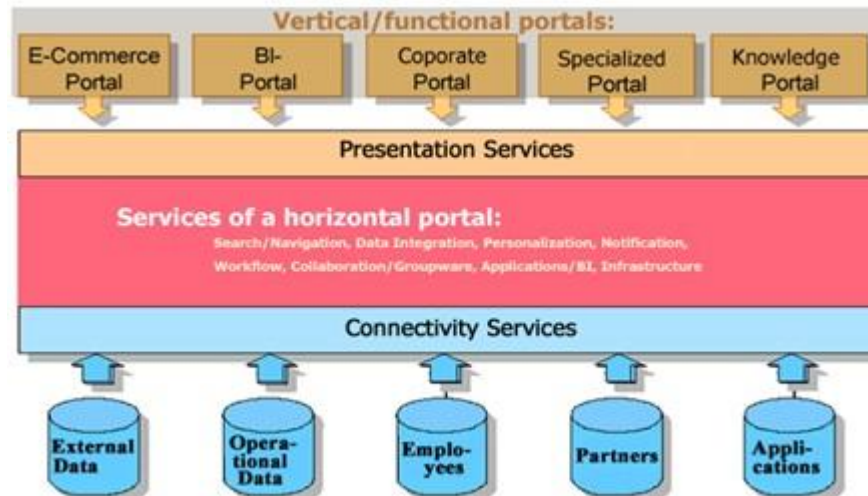 Vertical/functional portals:
E-Commerce
Portal
BI-
Portal
Coporate
Portal
Specialized
Portal
Knowledge
Portal
Presentation Services
Services of a horizontal portal:
Search/Navigation, Data Integration, Personalization, Notification,
Workflow, Collaboration/Groupware, Applications/BI, Infrastructure
Connectivity Services
External
Data
Opera-
tional
Data
Emplo-
yees
Partners
Appli-
cations